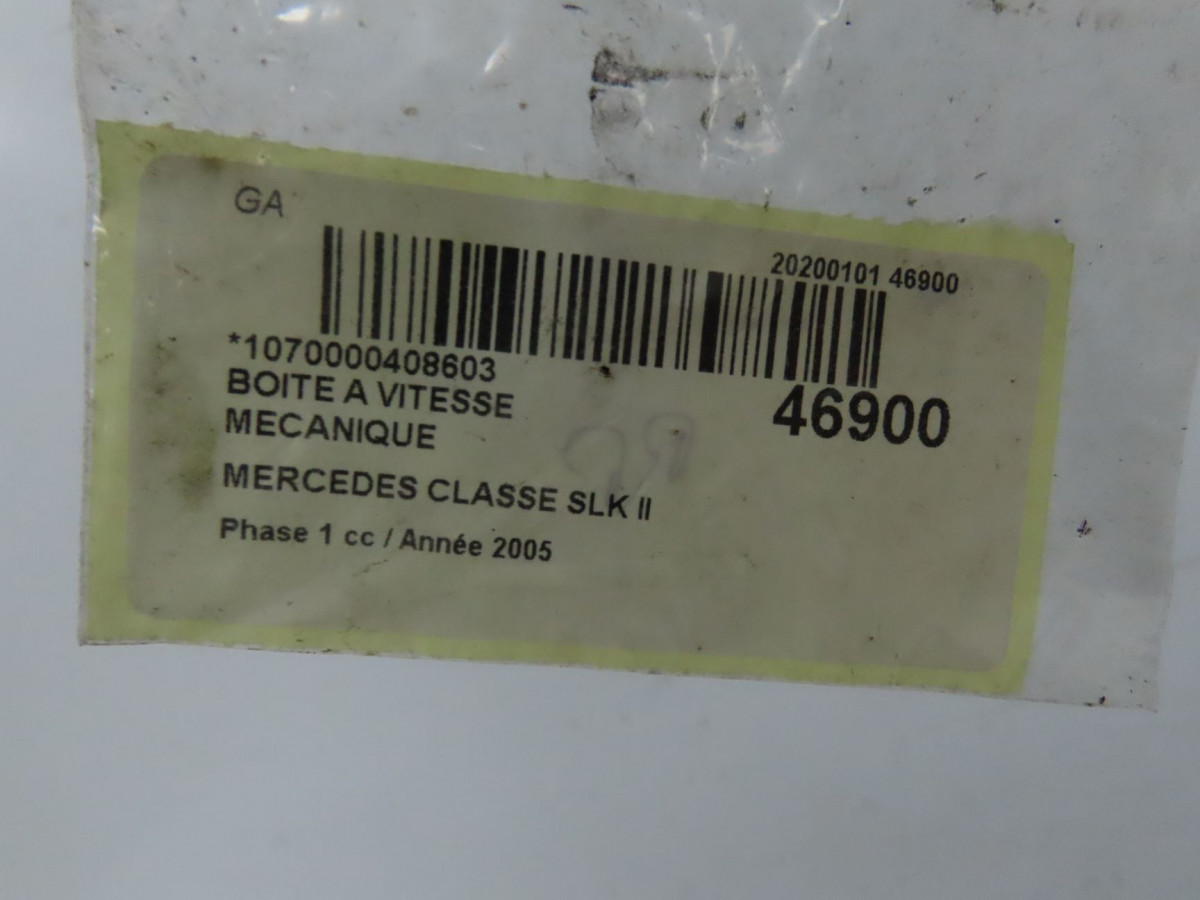 GA
20200101 46900
*1070000408603
BOITE A VITESSE
MECANIQUE
46900
MERCEDES CLASSE SLK II
Phase 1 cc / Année 2005